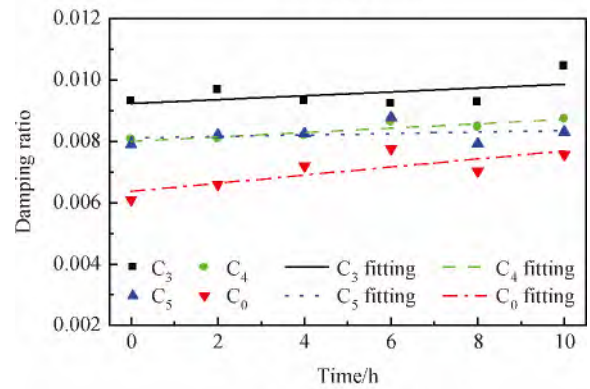 0.012
0.010
0.008
0.006
0.004
0.002
Damping ratio
C3 C4 C3 fitting C4 fitting
C5 C0 C5 fitting C0 fitting
0 2 4 6 8 10
Time/h